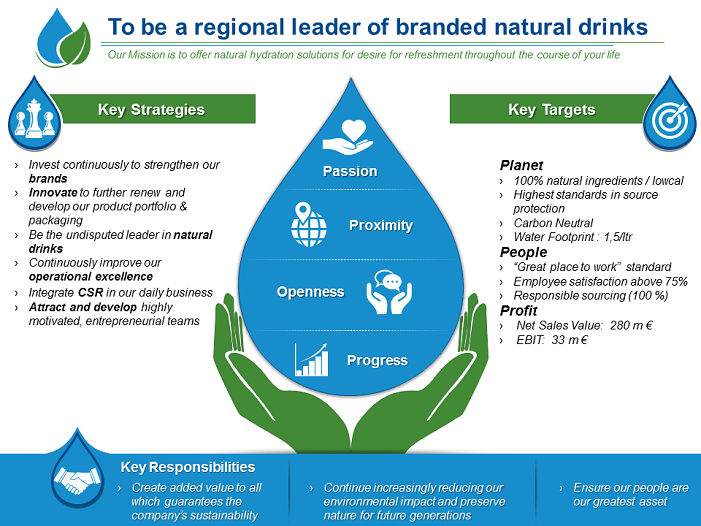 To be a regional leader of branded natural drinks
Our Mission is to offer natural hydration solutions for desire for refreshment throughout the course of your life
Key Strategies
› Invest continuously to strengthen our
brands
› Innovate to further renew and
develop our product portfolio &
packaging
› Be the undisputed leader in natural
drinks
› Continuously improve our
operational excellence
› Integrate CSR in our daily business
› Attract and develop highly
motivated, entrepreneurial teams
Passion
Proximity
Openness
Progress
Key Targets
Planet
› 100% natural ingredients / lowcal
› Highest standards in source
protection
› Carbon Neutral
› Water Footprint : 1,5/ltr
People
› “Great place to work” standard
› Employee satisfaction above 75%
› Responsible sourcing (100 %)
Profit
› Net Sales Value: 280 m €
› EBIT: 33 m €
Key Responsibilities
› Create added value to all
which guarantees the
company's sustainability
› Continue increasingly reducing our
environmental impact and preserve
nature for future generations
› Ensure our people are
our greatest asset